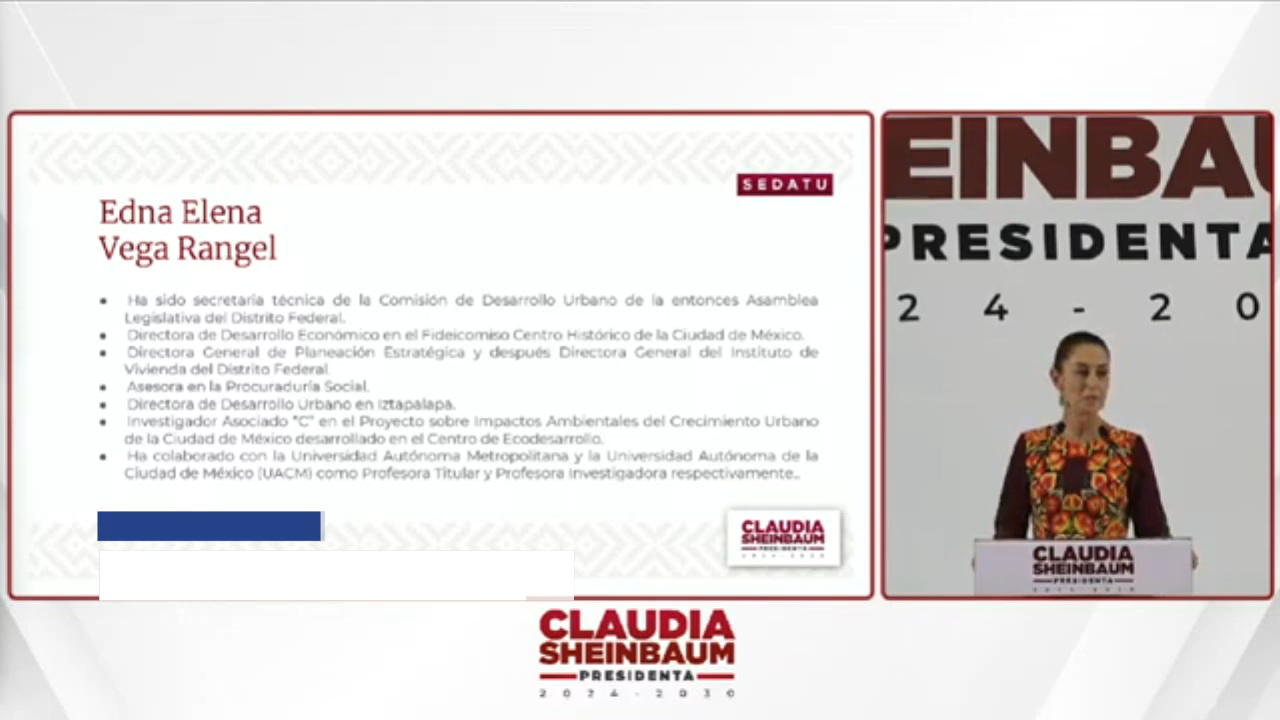 SEDATU
Edna Elena
Vega Rangel
• Ha sido secretaria técnica de la Comisión de Desarrollo Urbano de la entonces Asamblea
Legislativa del Distrito Federal.
• Directora de Desarrollo Económico en el Fideicomiso Centro Histórico de la Ciudad de México.
• Directora General de Planeación Estratégica y después Directora General del Instituto de
Vivienda del Distrito Federal.
• Asesora en la Procuraduría Social.
• Directora de Desarrollo Urbano en Iztapalapa.
• Investigador Asociado "C" en el Proyecto sobre Impactos Ambientales del Crecimiento Urbano
de la Ciudad de México desarrollado en el Centro de Ecodesarrollo.
• Ha colaborado con la Universidad Autónoma Metropolitana y la Universidad Autónoma de la
Ciudad de México (UACM) como Profesora Titular y Profesora Investigadora respectivamente..
CLAUDIA
SHEINBAUM
PRESIDENTA
EINBAU
PRESIDENTA
2 4 - 2 0
CLAUDIA
SHEINBAUM
PRESIDENTA
CLAUDIA
SHEINBAUM
PRESIDENTA
2 0 2 4 - 2 0 3 0